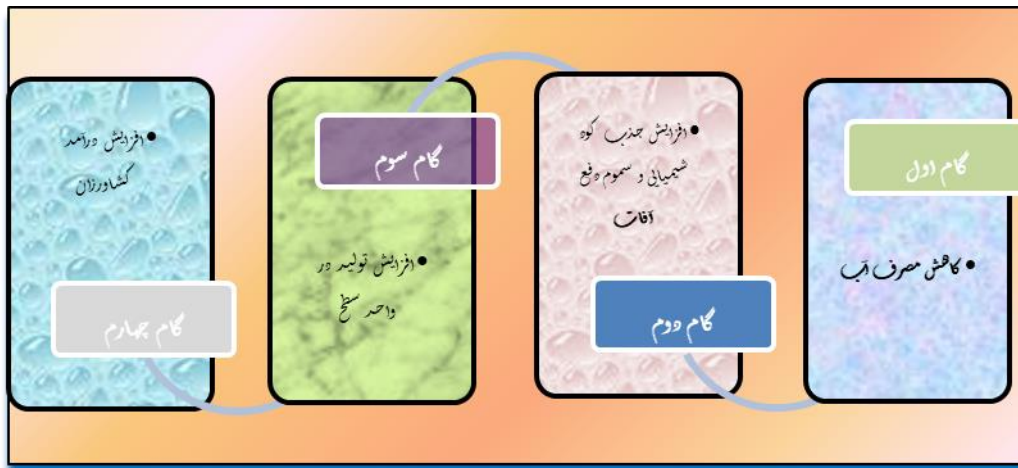 گام اول
• کاهش مصرف آب
• افزایش جذب کود
شیمیایی و سموم دفع
آفات
گام دوم
گام سوم
• افزایش تولید در
واحد سطح
• افزایش درآمد
کشاورزان
گام چهارم